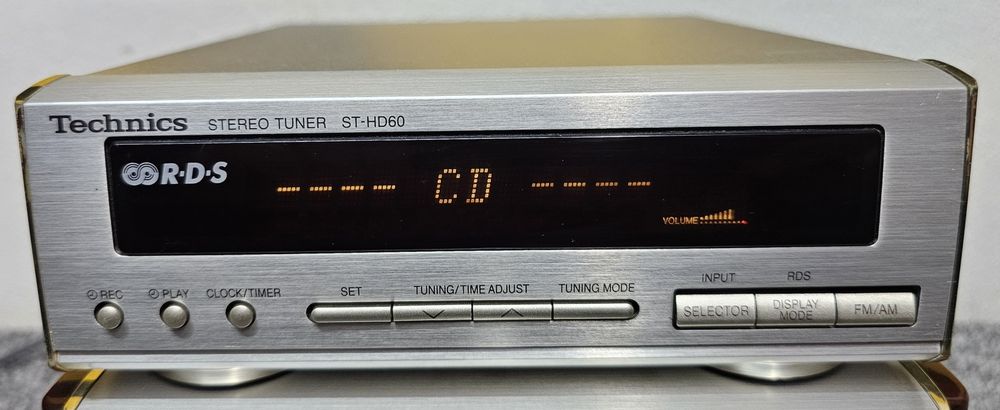 Technics STEREO TUNER ST-HD60
R·D·S
---- CD ----
VOLUME
REC PLAY CLOCK/TIMER SET TUNING/TIME ADJUST TUNING MODE
INPUT RDS
SELECTOR DISPLAY MODE FM/AM